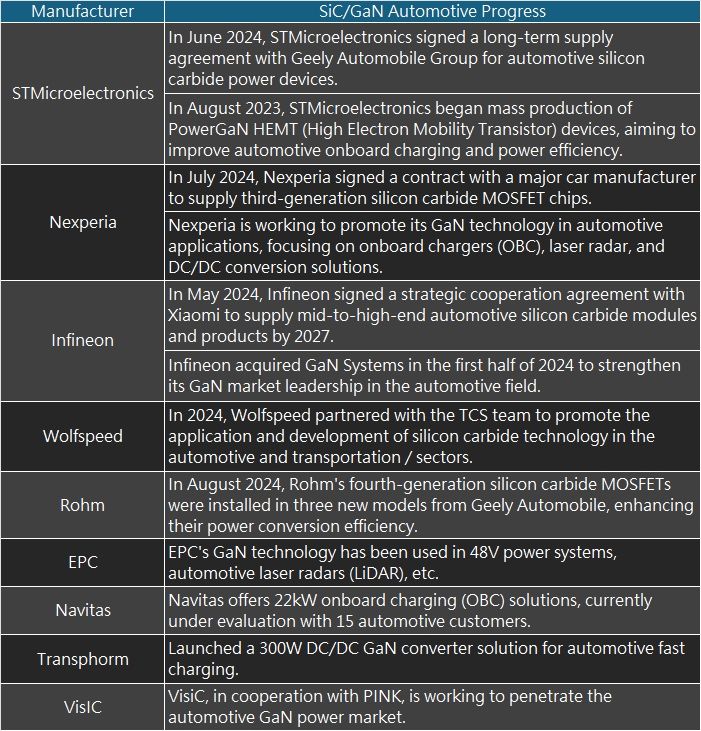 Manufacturer
SiC/GaN Automotive Progress
STMicroelectronics
In June 2024, STMicroelectronics signed a long-term supply
agreement with Geely Automobile Group for automotive silicon
carbide power devices.
In August 2023, STMicroelectronics began mass production of
PowerGaN HEMT (High Electron Mobility Transistor) devices, aiming to
improve automotive onboard charging and power efficiency.
Nexperia
In July 2024, Nexperia signed a contract with a major car manufacturer
to supply third-generation silicon carbide MOSFET chips.
Nexperia is working to promote its GaN technology in automotive
applications, focusing on onboard chargers (OBC), laser radar, and
DC/DC conversion solutions.
Infineon
In May 2024, Infineon signed a strategic cooperation agreement with
Xiaomi to supply mid-to-high-end automotive silicon carbide modules
and products by 2027.
Infineon acquired GaN Systems in the first half of 2024 to strengthen
its GaN market leadership in the automotive field.
Wolfspeed
In 2024, Wolfspeed partnered with the TCS team to promote the
application and development of silicon carbide technology in the
automotive and transportation / sectors.
Rohm
In August 2024, Rohm's fourth-generation silicon carbide MOSFETs
were installed in three new models from Geely Automobile, enhancing
their power conversion efficiency.
EPC
EPC's GaN technology has been used in 48V power systems,
automotive laser radars (LiDAR), etc.
Navitas
Navitas offers 22kW onboard charging (OBC) solutions, currently
under evaluation with 15 automotive customers.
Transphorm
Launched a 300W DC/DC GaN converter solution for automotive fast
charging.
VisIC
VisiC, in cooperation with PINK, is working to penetrate the
automotive GaN power market.